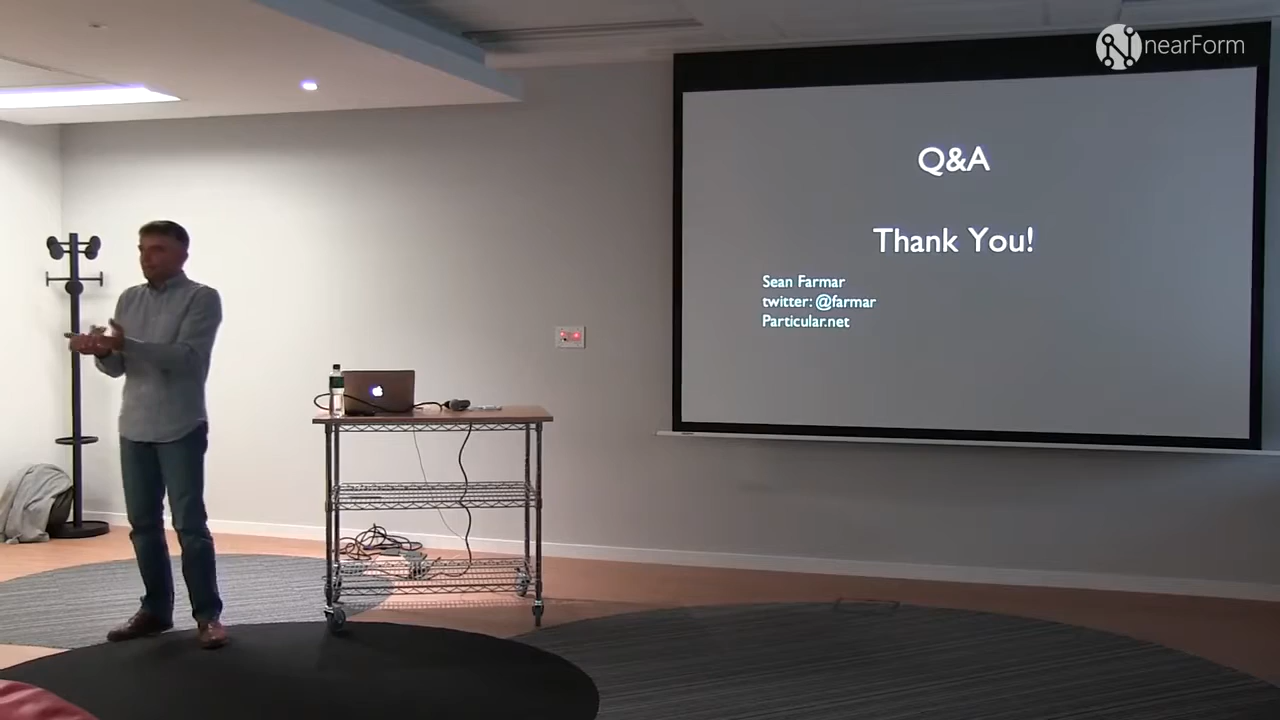 nearForm
Q&A
Thank You!
Sean Farmar
twitter: @farmar
Particular.net